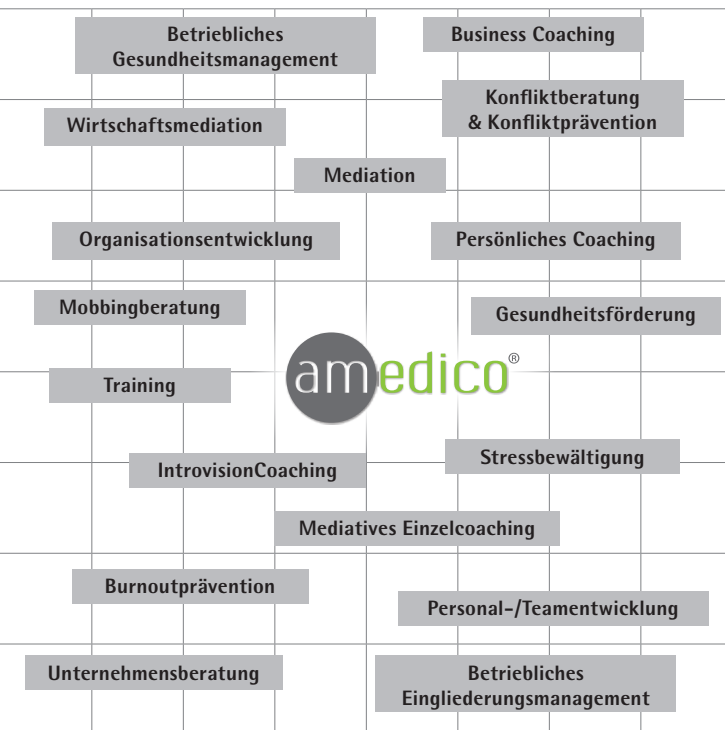 Betriebliches
Gesundheitsmanagement
Business Coaching
Konfliktberatung
& Konfliktprävention
Wirtschaftsmediation
Mediation
Organisationsentwicklung
Persönliches Coaching
Mobbingberatung
Gesundheitsförderung
amedico®
Training
Stressbewältigung
IntrovisionCoaching
Mediatives Einzelcoaching
Burnoutprävention
Personal-/Teamentwicklung
Unternehmensberatung
Betriebliches
Eingliederungsmanagement